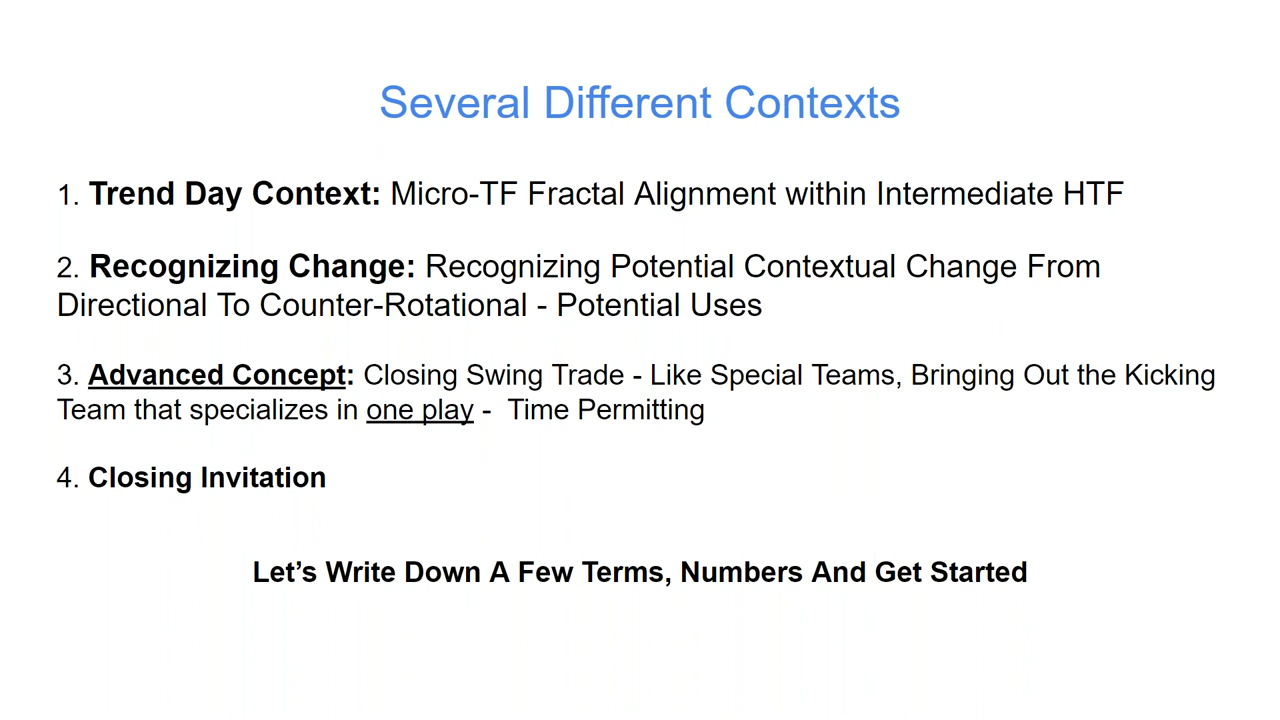 Several Different Contexts
1. Trend Day Context: Micro-TF Fractal Alignment within Intermediate HTF
2. Recognizing Change: Recognizing Potential Contextual Change From
Directional To Counter-Rotational - Potential Uses
3. Advanced Concept: Closing Swing Trade - Like Special Teams, Bringing Out the Kicking
Team that specializes in one play -  Time Permitting
4. Closing Invitation
Let’s Write Down A Few Terms, Numbers And Get Started